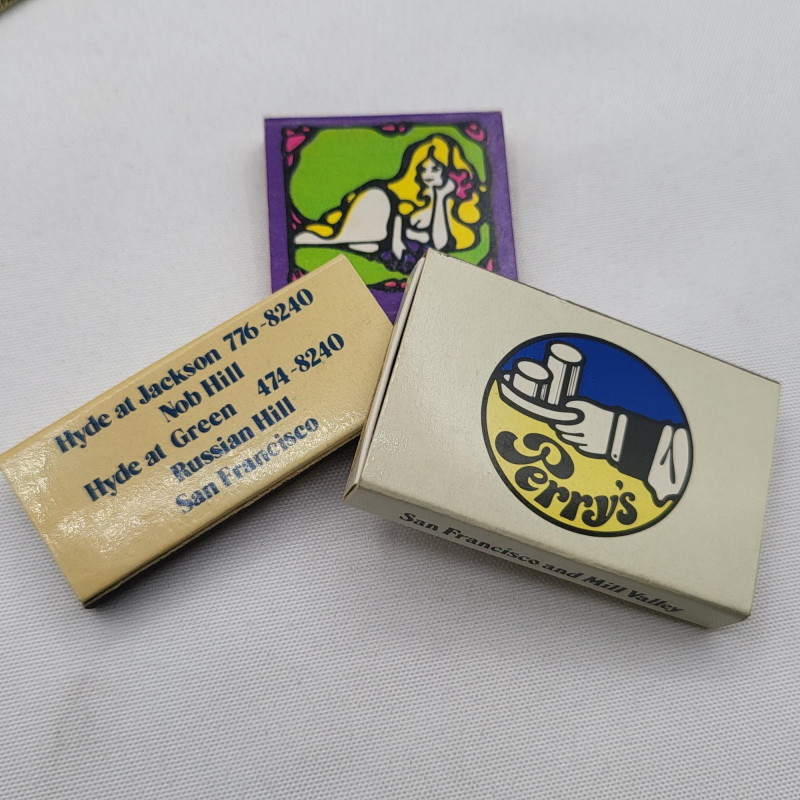 Hyde at Jackson 776-8240
Nob Hill
Hyde at Green 474-8240
Russian Hill
San Francisco
Perry's
San Francisco and Mill Valley